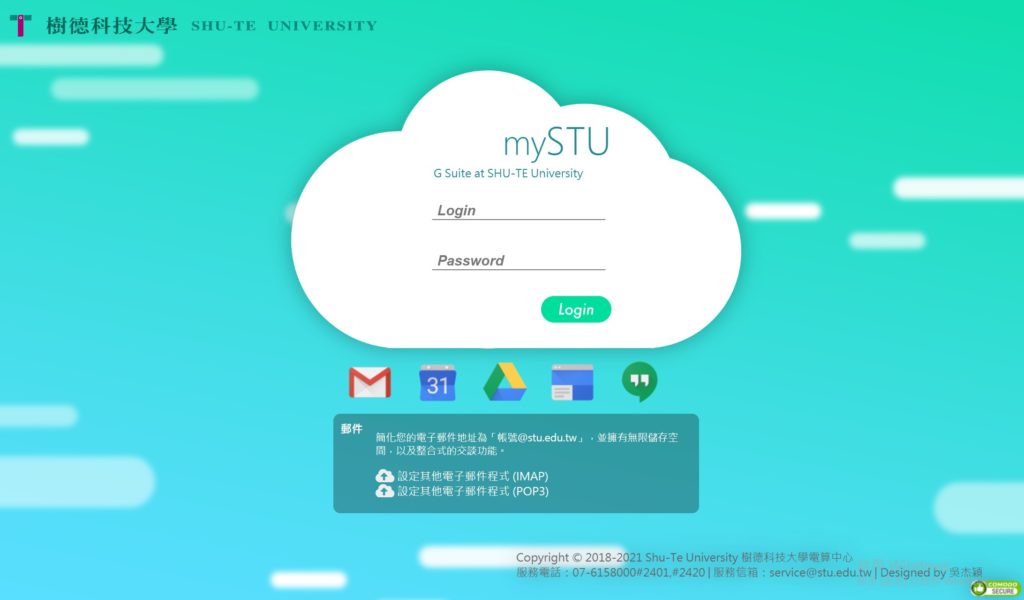 樹德科技大學 SHU-TE UNIVERSITY
mySTU
G Suite at SHU-TE University
Login
Password
Login
31
郵件
簡化您的電子郵件地址為「帳號@stu.edu.tw」，並擁有無限儲存空
間，以及整合式的交談功能。
設定其他電子郵件程式 (IMAP)
設定其他電子郵件程式 (POP3)
Copyright © 2018-2021 Shu-Te University 樹德科技大學電算中心
服務電話：07-6158000#2401,#2420 | 服務信箱：service@stu.edu.tw | Designed by 吳杰穎
COMODO
SECURE